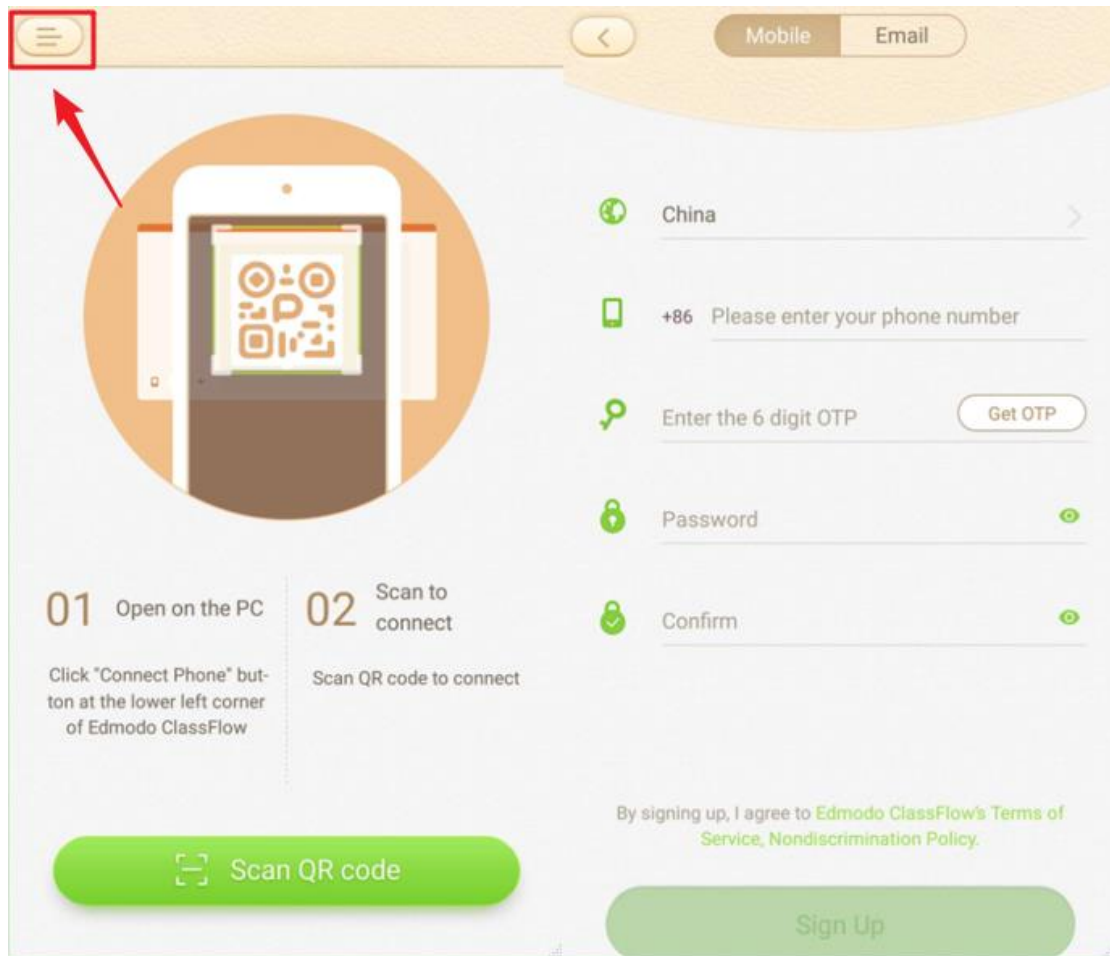 01 Open on the PC
Click "Connect Phone" but-
ton at the lower left corner
of Edmodo ClassFlow
02 Scan to
connect
Scan QR code to connect
Scan QR code
Mobile Email
China
+86 Please enter your phone number
Enter the 6 digit OTP Get OTP
Password
Confirm
By signing up, I agree to Edmodo ClassFlow's Terms of
Service, Nondiscrimination Policy.
Sign Up